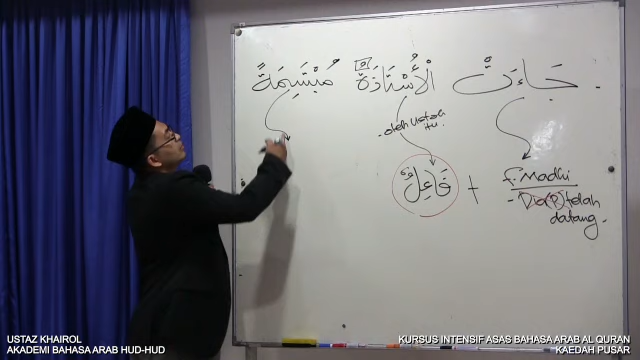 جَاءَتْ الْأُسْتَاذَةُ مُبْتَسِمَةً
oleh Ustazah
itu.
فَاعِلٌ + f. Madhi
- Dia(P) telah
datang.
USTAZ KHAIROL
AKADEMI BAHASA ARAB HUD-HUD
KURSUS INTENSIF ASAS BAHASA ARAB AL QURAN
KAEDAH PUSAR